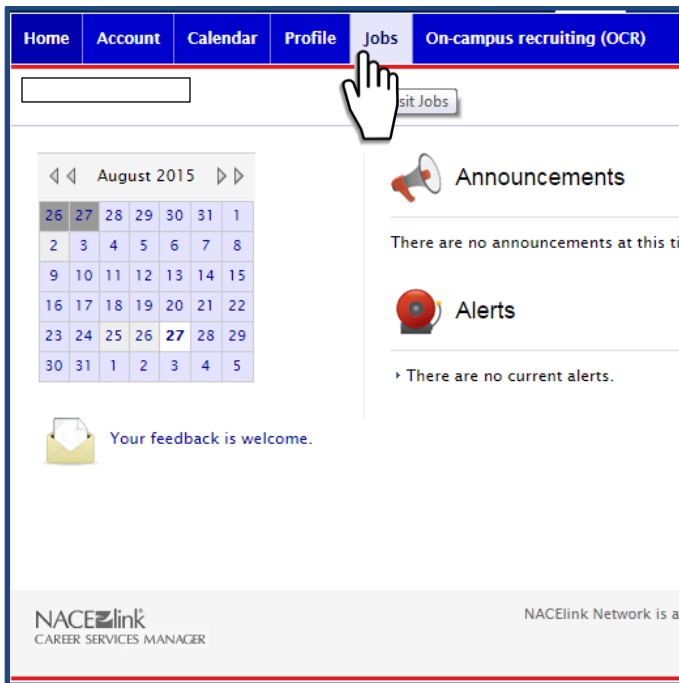 Home Account Calendar Profile Jobs On-campus recruiting (OCR)
Jobs
August 2015
26 27 28 29 30 31 1
2 3 4 5 6 7 8
9 10 11 12 13 14 15
16 17 18 19 20 21 22
23 24 25 26 27 28 29
30 31 1 2 3 4 5
Your feedback is welcome.
Announcements
There are no announcements at this
Alerts
There are no current alerts.
NACElink
CAREER SERVICES MANAGER
NACElink Network is a